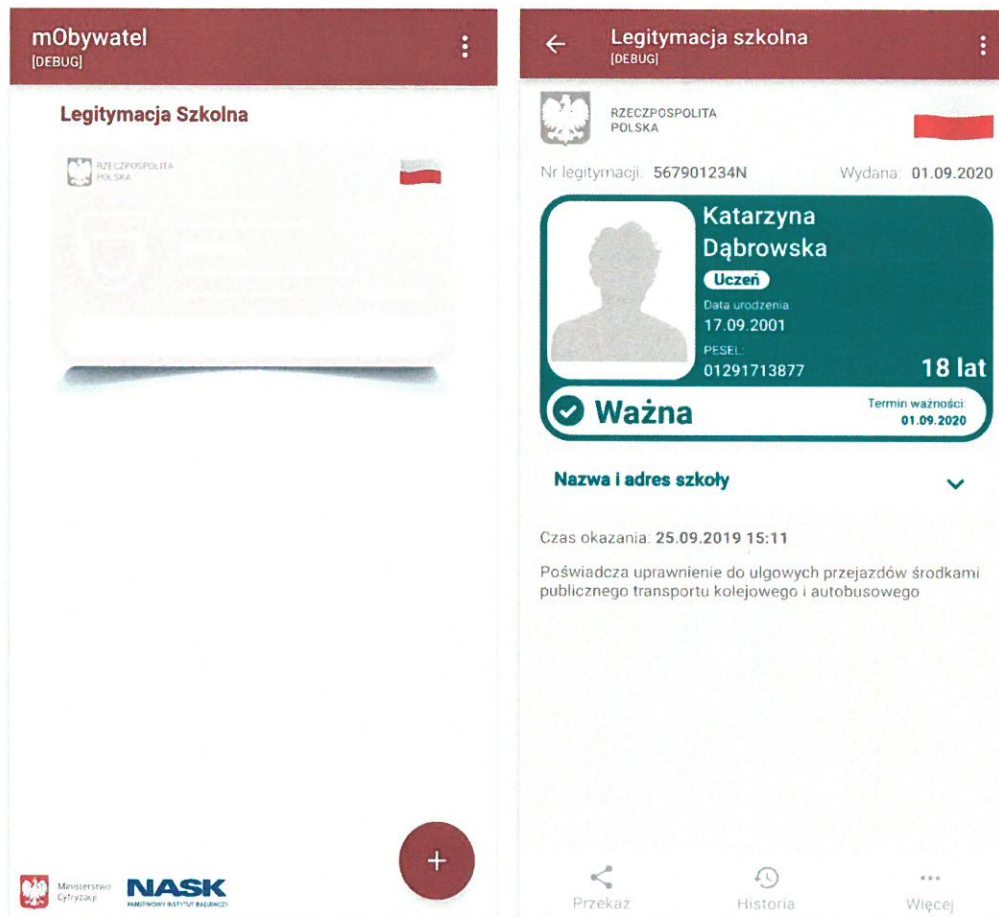 mObywatel
[DEBUG]
Legitymacja Szkolna
RZECZPOSPOLITA
POLSKA
Ministerstwo
Cyfryzacji
NASK
PAŃSTWOWY INSTYTUT BADAWCZY
Legitymacja szkolna
[DEBUG]
RZECZPOSPOLITA
POLSKA
Nr legitymacji: 567901234N Wydana: 01.09.2020
Katarzyna
Dąbrowska
Uczeń
Data urodzenia:
17.09.2001
PESEL:
01291713877
18 lat
Ważna
Termin ważności:
01.09.2020
Nazwa i adres szkoły
Czas okazania: 25.09.2019 15:11
Poświadcza uprawnienie do ulgowych przejazdów środkami
publicznego transportu kolejowego i autobusowego
Przekaż Historia Więcej